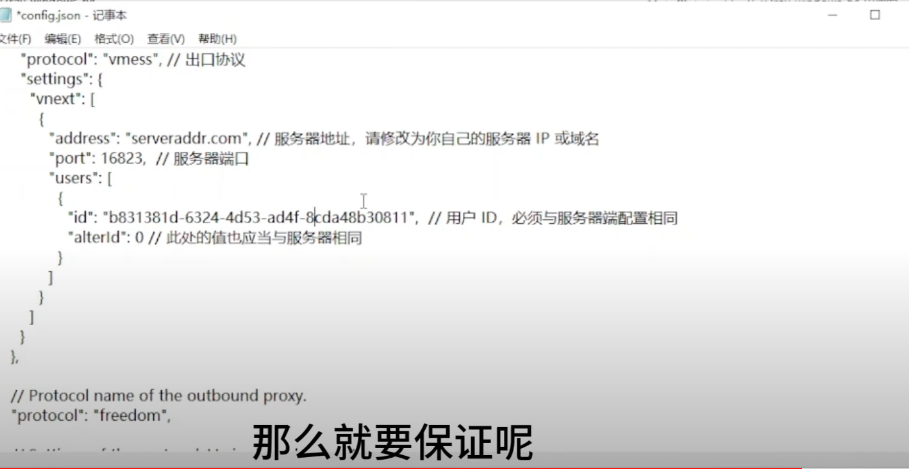 *config.json - 记事本
文件(F) 编辑(E) 格式(O) 查看(V) 帮助(H)
"protocol": "vmess", // 出口协议
"settings": {
"vnext": [
{
"address": "serveraddr.com", // 服务器地址，请修改为你自己的服务器 IP 或域名
"port": 16823, // 服务器端口
"users": [
{
"id": "b831381d-6324-4d53-ad4f-8cda48b30811", // 用户 ID，必须与服务器端配置相同
"alterId": 0 // 此处的值也应当与服务器相同
}
]
}
]
}
},
// Protocol name of the outbound proxy.
"protocol": "freedom",
那么就要保证呢